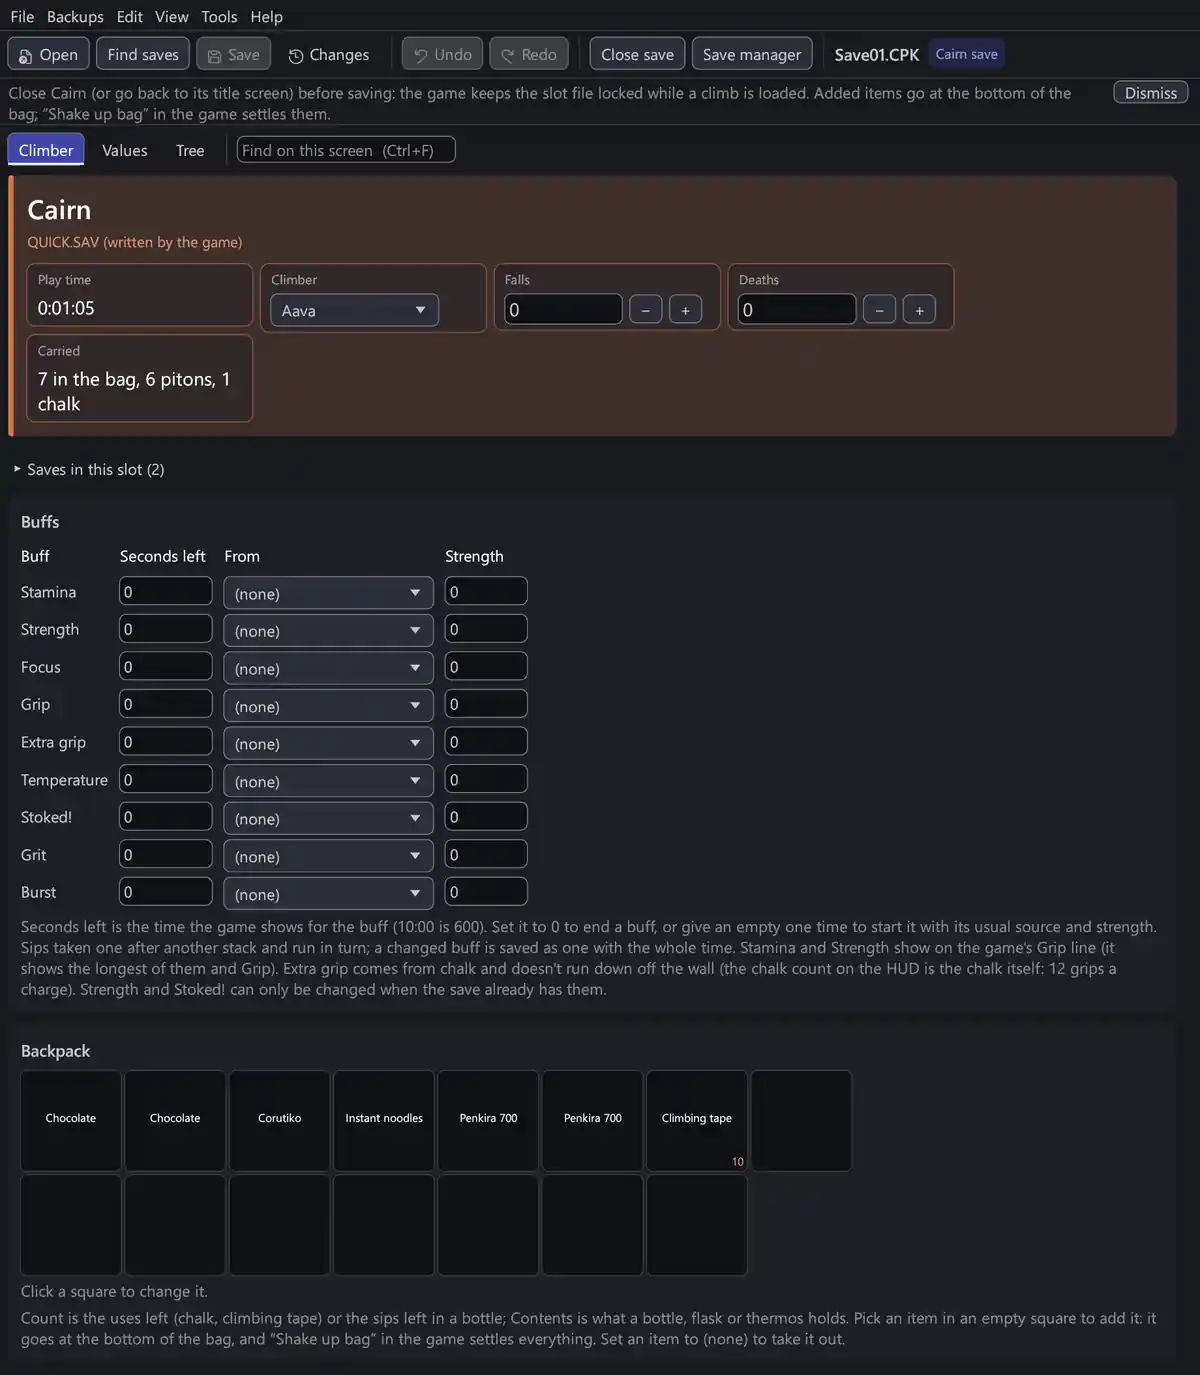 File Backups Edit View Tools Help
Open Find saves Save Changes Undo Redo Close save Save manager Save01.CPK Cairn save
Close Cairn (or go back to its title screen) before saving: the game keeps the slot file locked while a climb is loaded. Added items go at the bottom of the
bag; “Shake up bag” in the game settles them.
Dismiss
Climber Values Tree Find on this screen (Ctrl+F)
Cairn
QUICK.SAV (written by the game)
Play time
0:01:05
Climber
Aava
Falls
0 − +
Deaths
0 − +
Carried
7 in the bag, 6 pitons, 1
chalk
Saves in this slot (2)
Buffs
Buff Seconds left From Strength
Stamina 0 (none) 0
Strength 0 (none) 0
Focus 0 (none) 0
Grip 0 (none) 0
Extra grip 0 (none) 0
Temperature 0 (none) 0
Stoked! 0 (none) 0
Grit 0 (none) 0
Burst 0 (none) 0
Seconds left is the time the game shows for the buff (10:00 is 600). Set it to 0 to end a buff, or give an empty one time to start it with its usual source and strength.
Sips taken one after another stack and run in turn; a changed buff is saved as one with the whole time. Stamina and Strength show on the game's Grip line (it
shows the longest of them and Grip). Extra grip comes from chalk and doesn't run down off the wall (the chalk count on the HUD is the chalk itself: 12 grips a
charge). Strength and Stoked! can only be changed when the save already has them.
Backpack
Chocolate Chocolate Corutiko Instant noodles Penkira 700 Penkira 700 Climbing tape
10
Click a square to change it.
Count is the uses left (chalk, climbing tape) or the sips left in a bottle; Contents is what a bottle, flask or thermos holds. Pick an item in an empty square to add it: it
goes at the bottom of the bag, and “Shake up bag” in the game settles everything. Set an item to (none) to take it out.